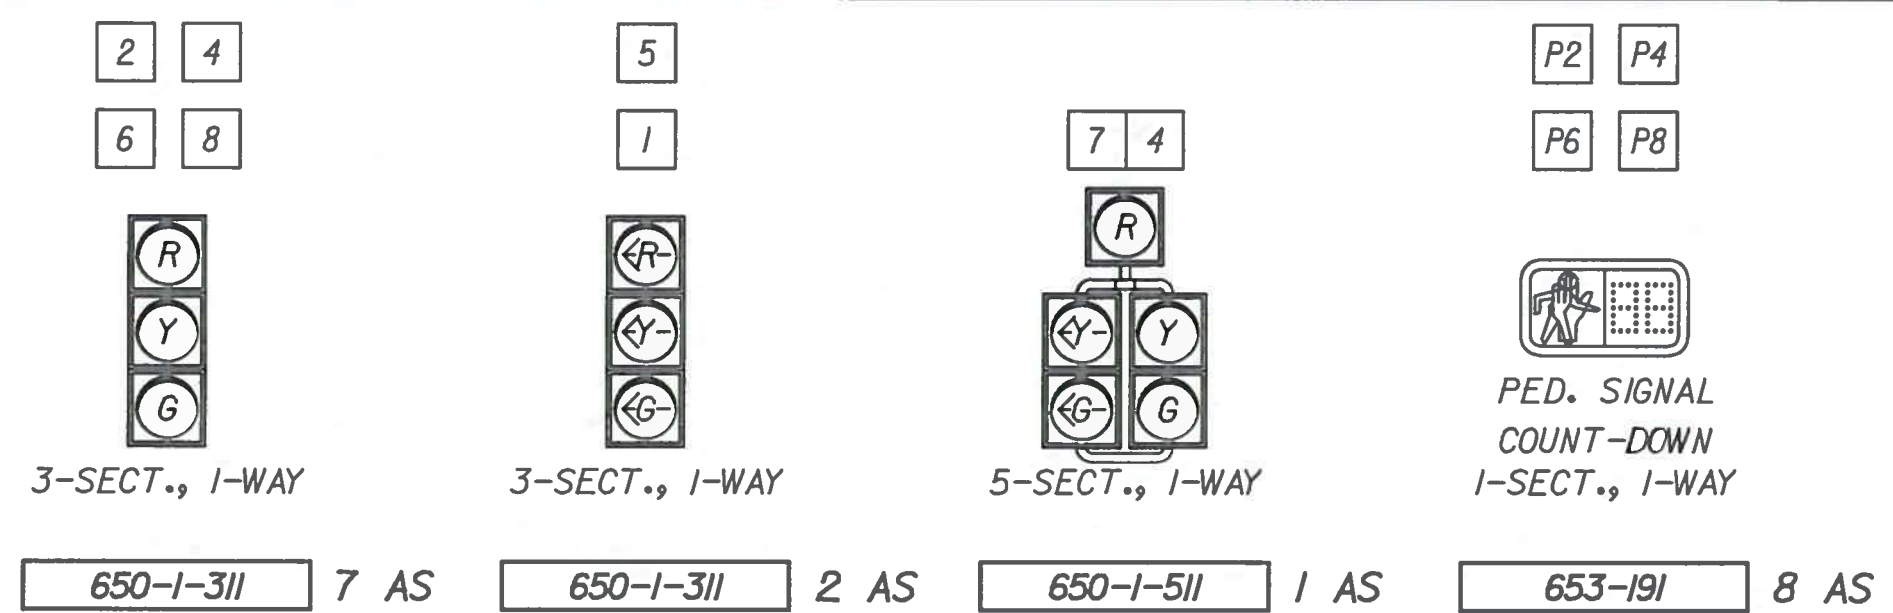 2 4
6 8
R
Y
G
3-SECT., 1-WAY
650-1-311 7 AS
5
1
R
Y
G
3-SECT., 1-WAY
650-1-311 2 AS
7 4
R
Y Y
G G
5-SECT., 1-WAY
650-1-511 1 AS
P2 P4
P6 P8
88
PED. SIGNAL
COUNT-DOWN
1-SECT., 1-WAY
653-191 8 AS